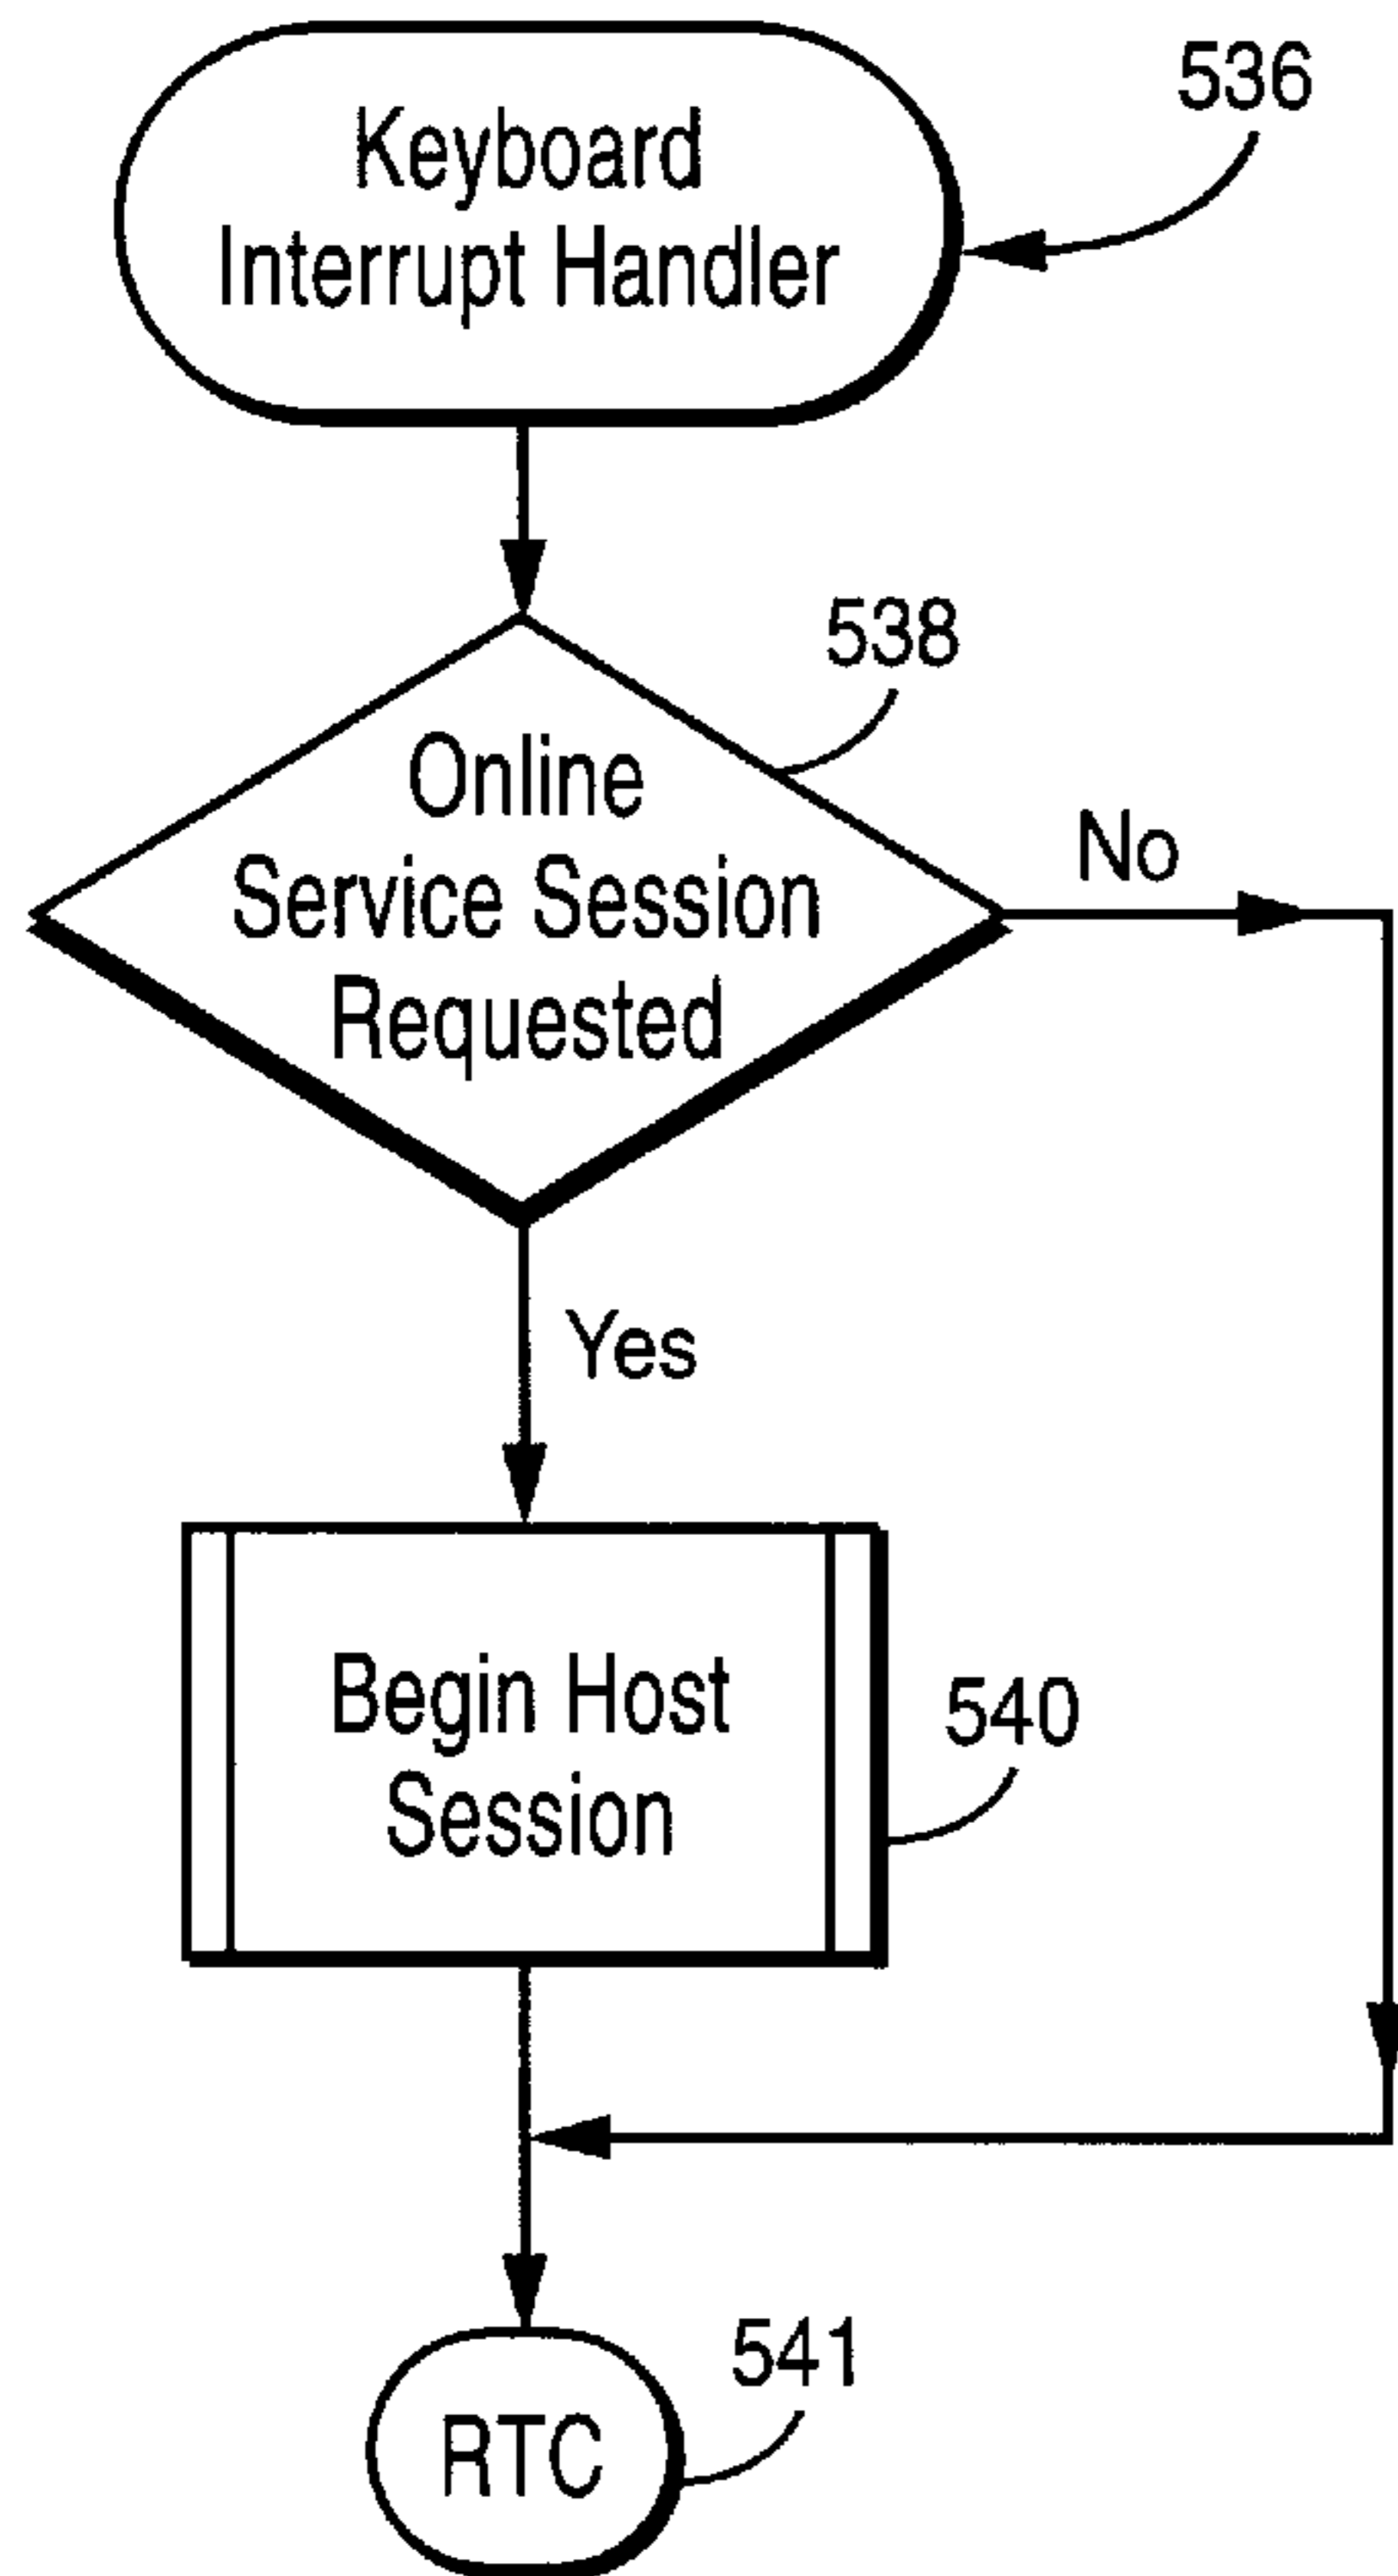 Keyboard
Interrupt Handler
536
538
Online
Service Session
Requested
No
Yes
Begin Host
Session
540
541
RTC